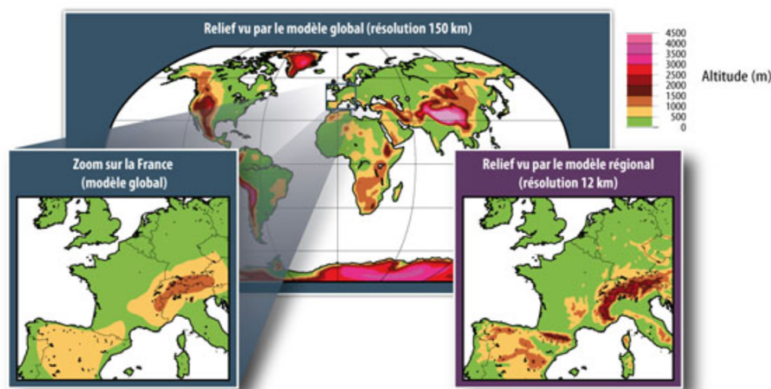 Relief vu par le modèle global (résolution 150 km)
4500
4000
3500
3000
2500
2000
1500
1000
500
0
Altitude (m)
Zoom sur la France
(modèle global)
Relief vu par le modèle régional
(résolution 12 km)